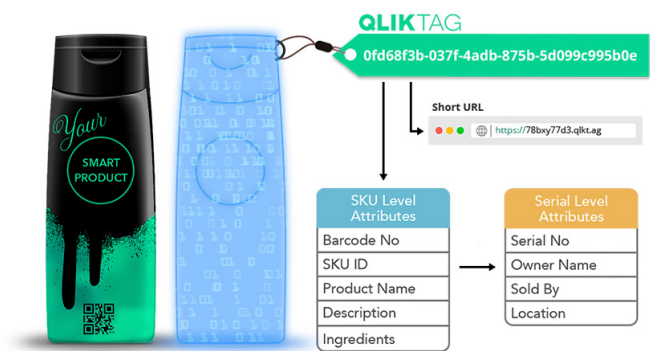 QLIKTAG
0fd68f3b-037f-4adb-875b-5d099c995b0e
Short URL
https://78bxy77d3.qlkt.ag
Your
SMART
PRODUCT
SKU Level
Attributes
Barcode No
SKU ID
Product Name
Description
Ingredients
Serial Level
Attributes
Serial No
Owner Name
Sold By
Location